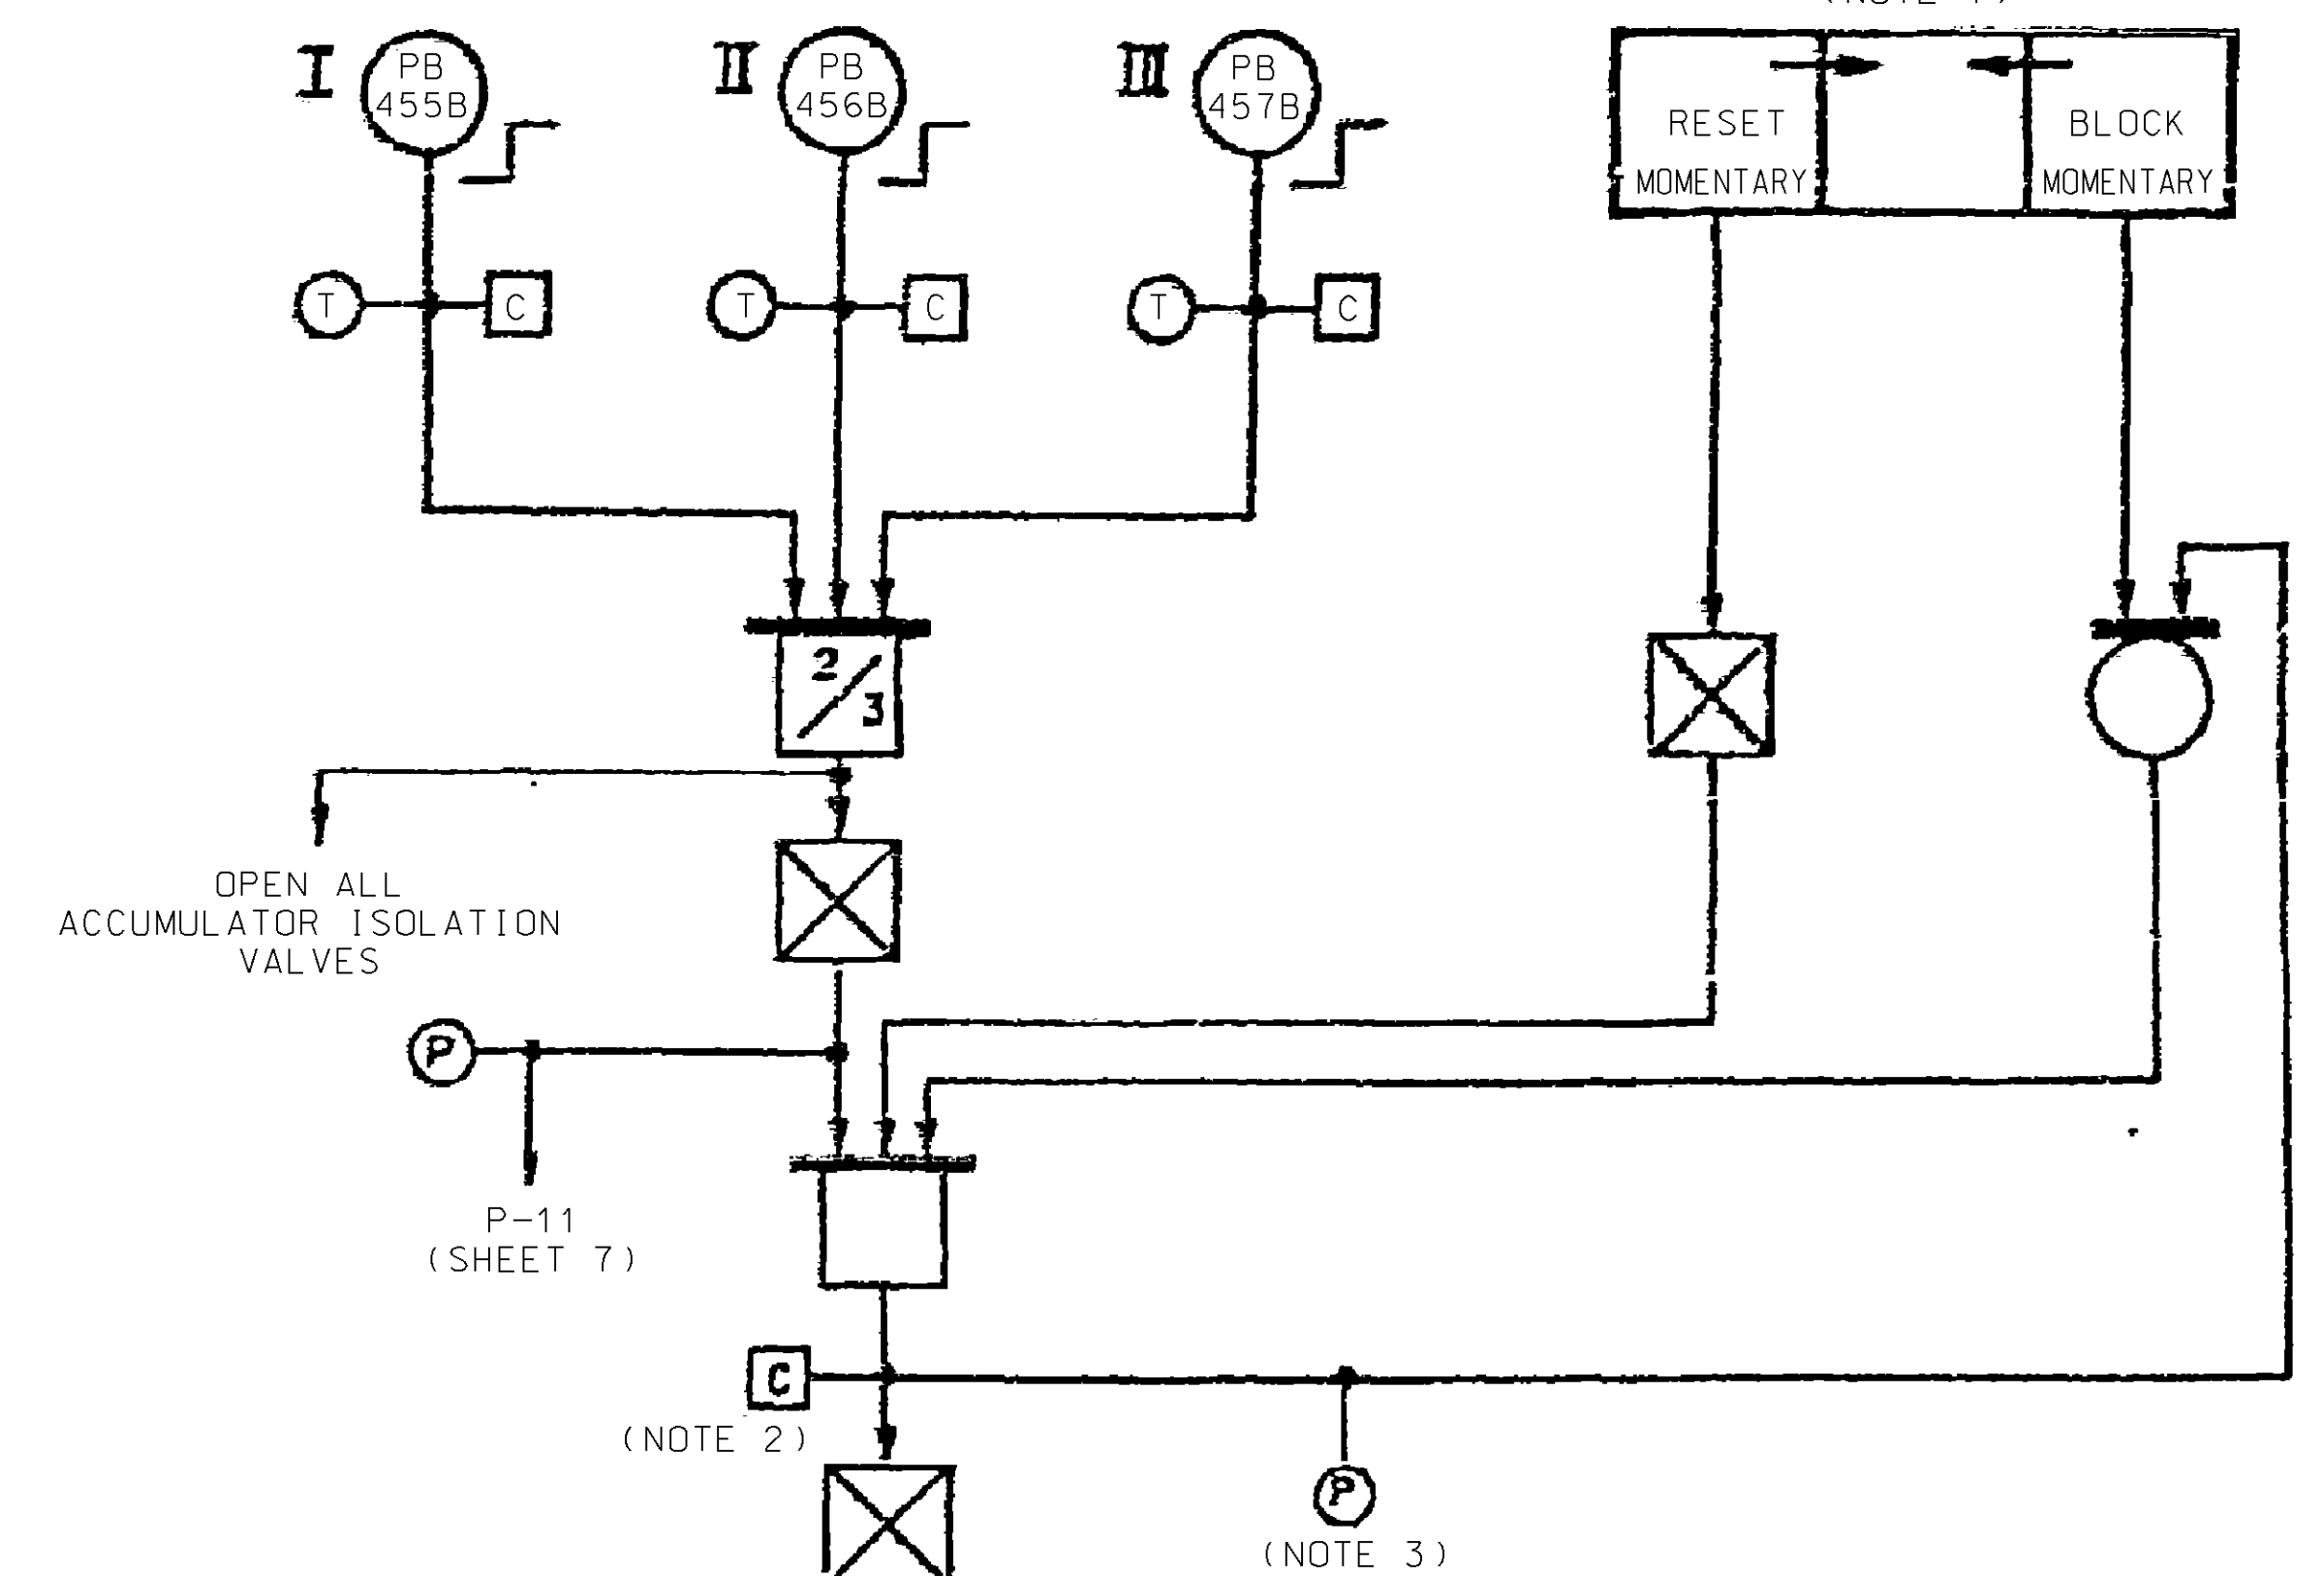 I
PB
455B
II
PB
456B
III
PB
457B
RESET
MOMENTARY
BLOCK
MOMENTARY
T
C
T
C
T
C
2/3
OPEN ALL
ACCUMULATOR ISOLATION
VALVES
P
P-11
(SHEET 7)
C
(NOTE 2)
P
(NOTE 3)